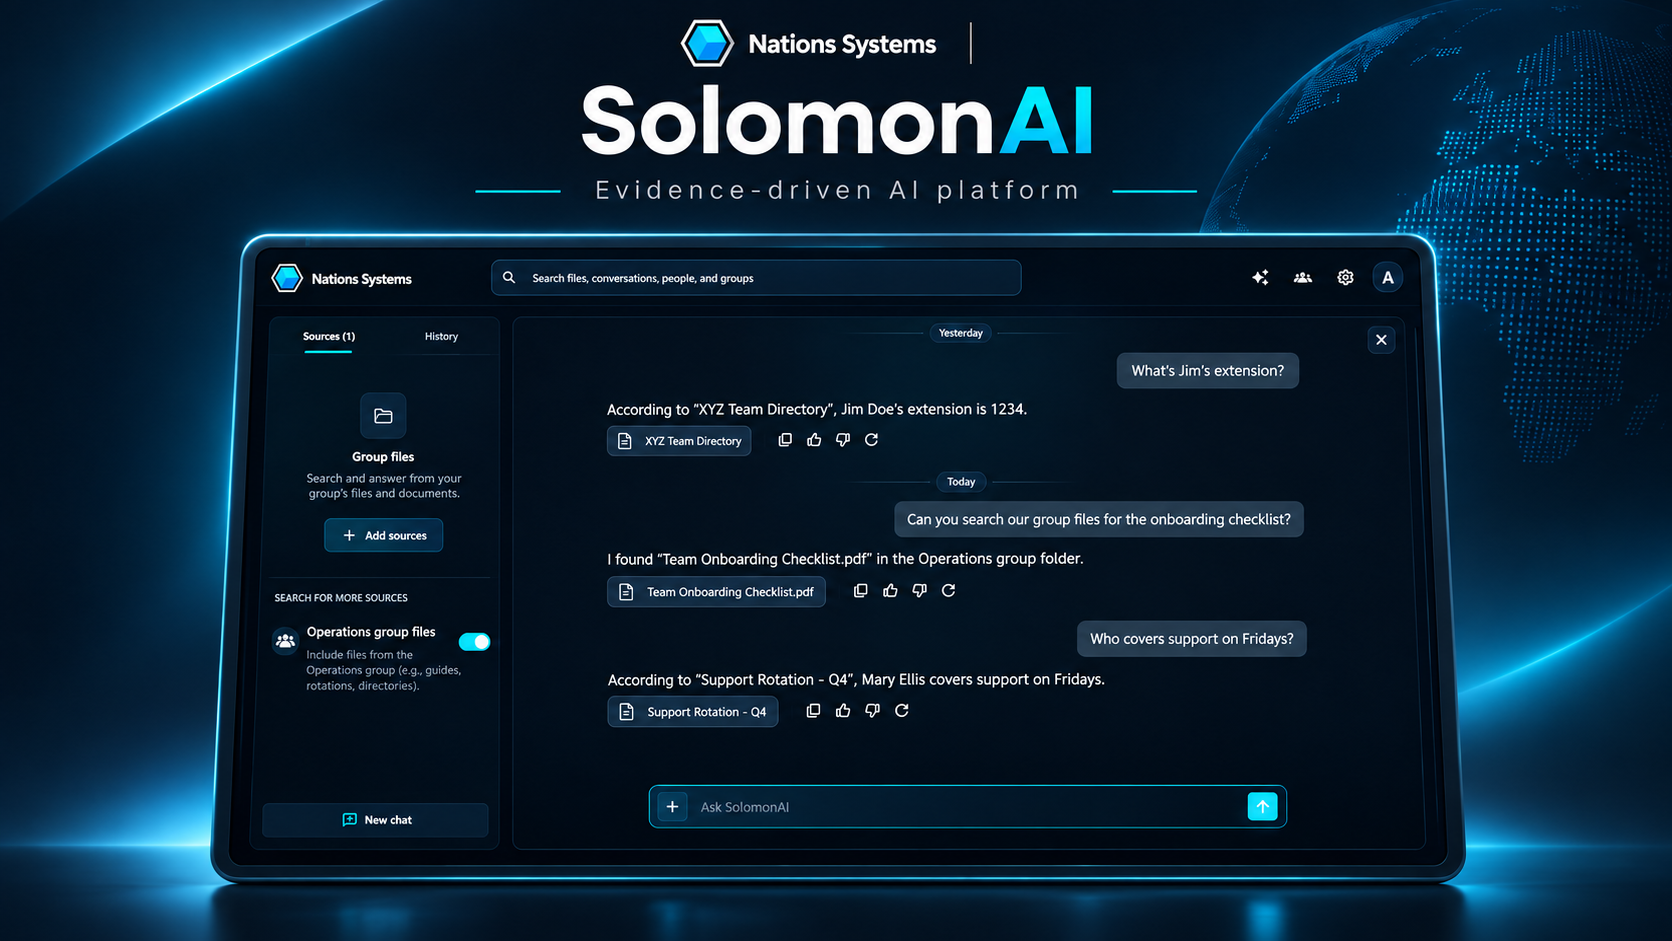 Nations Systems
SolomonAI
Evidence-driven AI platform
Nations Systems
Search files, conversations, people, and groups
A
Sources (1)
History
Group files
Search and answer from your
group's files and documents.
+ Add sources
SEARCH FOR MORE SOURCES
Operations group files
Include files from the
Operations group (e.g., guides,
rotations, directories).
New chat
Yesterday
What's Jim's extension?
According to "XYZ Team Directory", Jim Doe's extension is 1234.
XYZ Team Directory
Today
Can you search our group files for the onboarding checklist?
I found "Team Onboarding Checklist.pdf" in the Operations group folder.
Team Onboarding Checklist.pdf
Who covers support on Fridays?
According to "Support Rotation - Q4", Mary Ellis covers support on Fridays.
Support Rotation - Q4
Ask SolomonAI